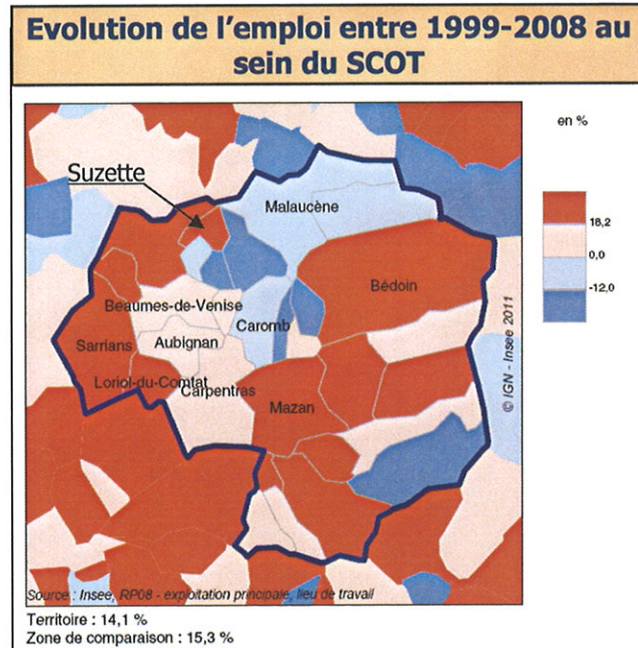 Evolution de l'emploi entre 1999-2008 au
sein du SCOT
en %
Suzette
Malaucène
18,2
0,0
-12,0
Bédoin
Beaumes-de-Venise
Caromb
Sarrians
Aubignan
Loriol-du-Comtat
Carpentras
Mazan
© IGN - Insee 2011
Source : Insee, RP08 - exploitation principale, lieu de travail
Territoire : 14,1 %
Zone de comparaison : 15,3 %